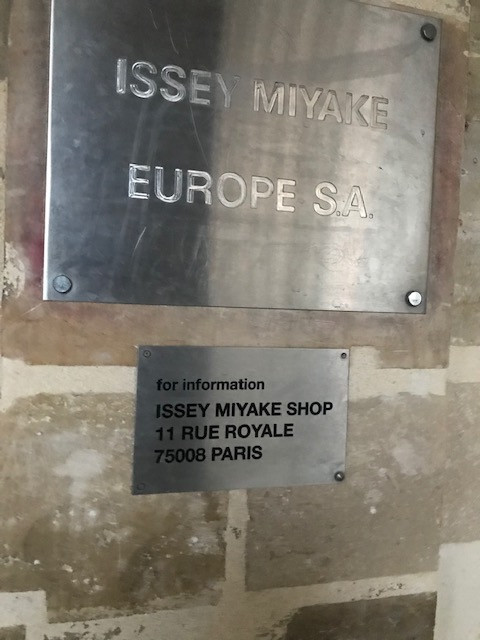 ISSEY MIYAKE
EUROPE S.A.
for information
ISSEY MIYAKE SHOP
11 RUE ROYALE
75008 PARIS